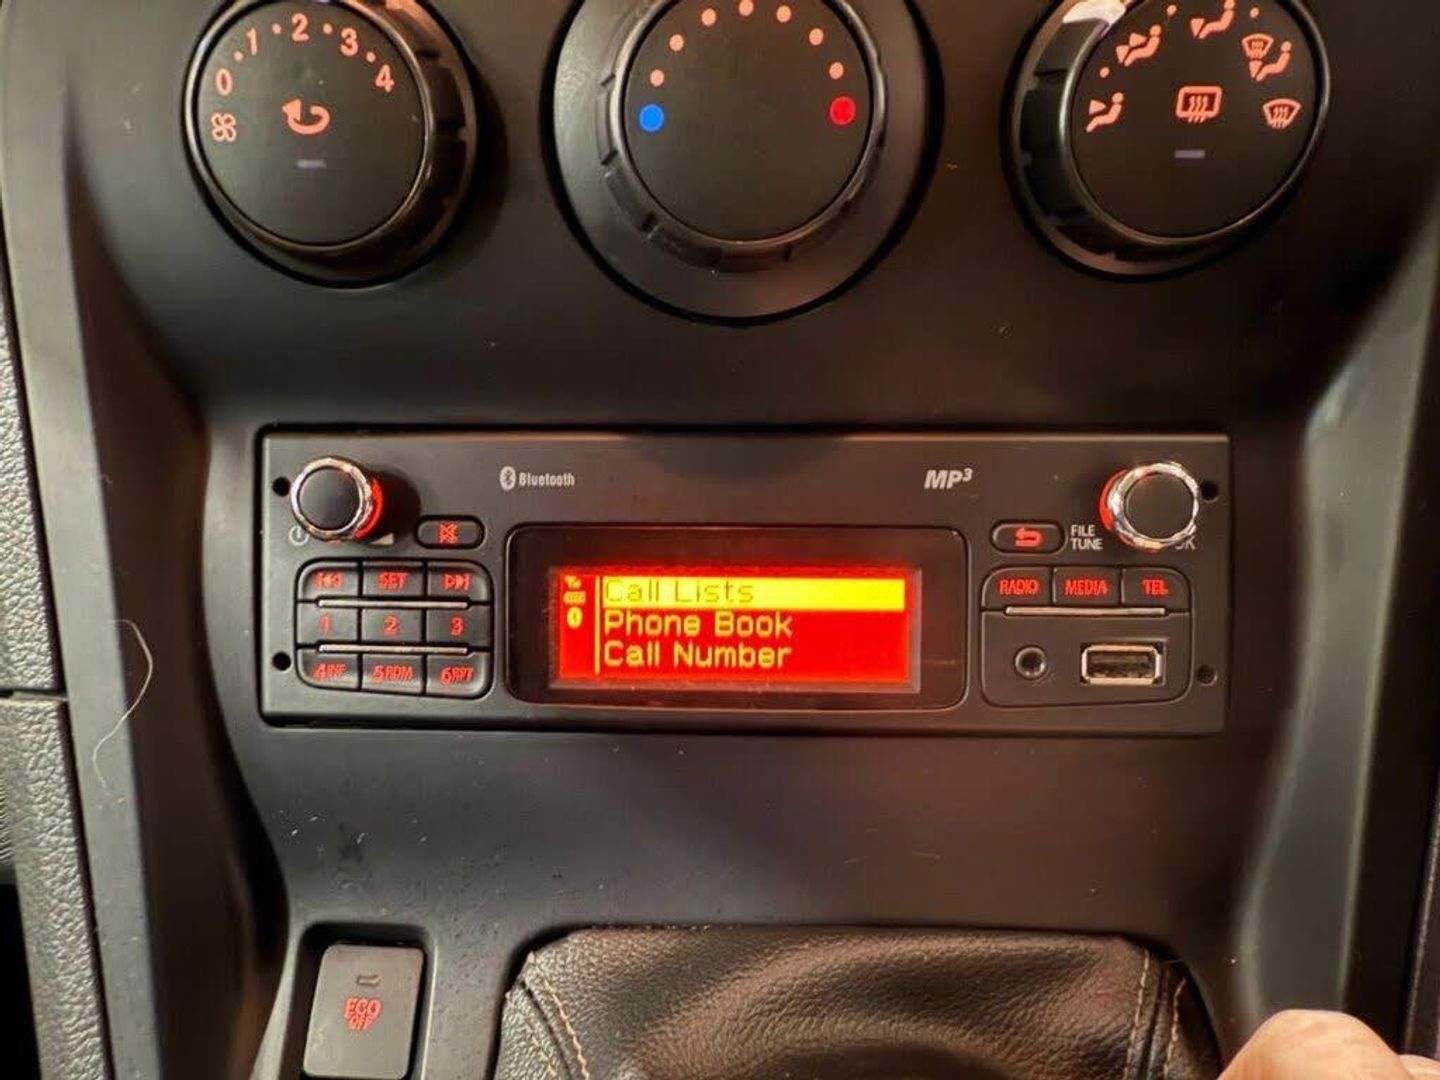 0 1 2 3 4
Bluetooth
MP3
FILE
TUNE
OK
SET
RADIO MEDIA TEL
Call Lists
Phone Book
Call Number
1 2 3
4INF 5RDM 6RPT
ECO
OFF